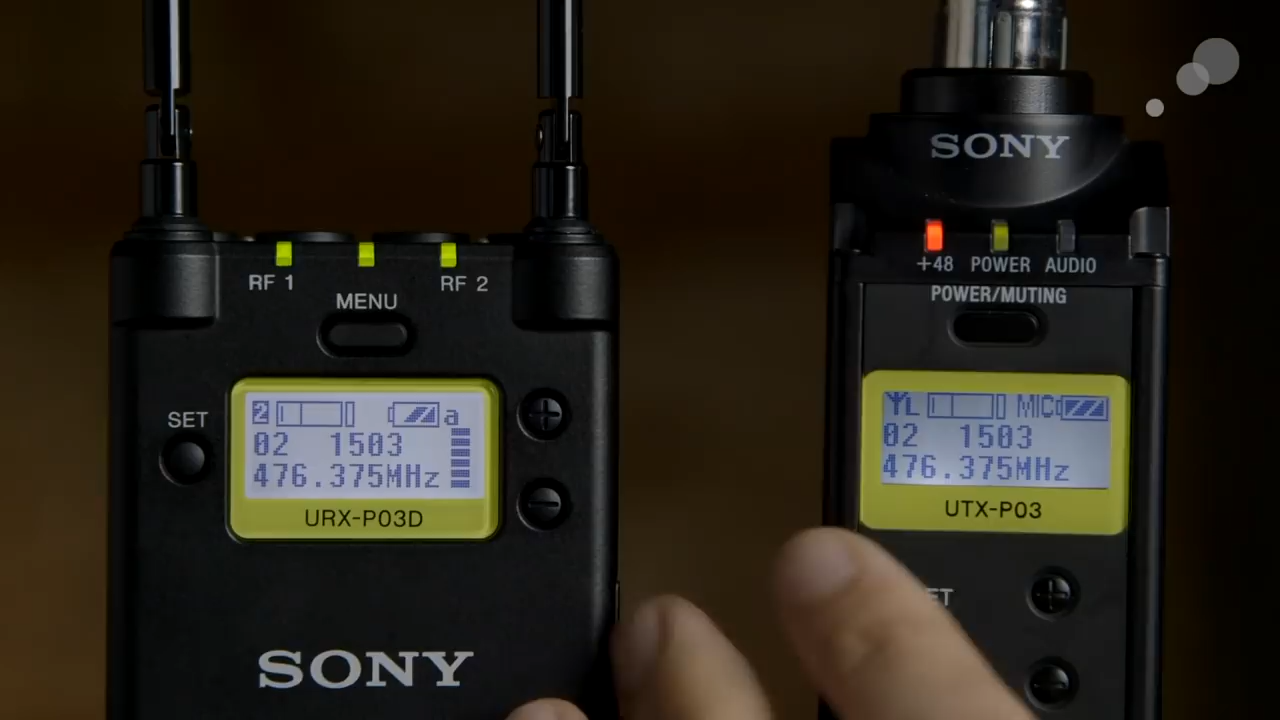 RF 1
RF 2
MENU
SET
2 a
02 1503
476.375MHz
URX-P03D
SONY
SONY
+48 POWER AUDIO
POWER/MUTING
L MIC
02 1503
476.375MHz
UTX-P03